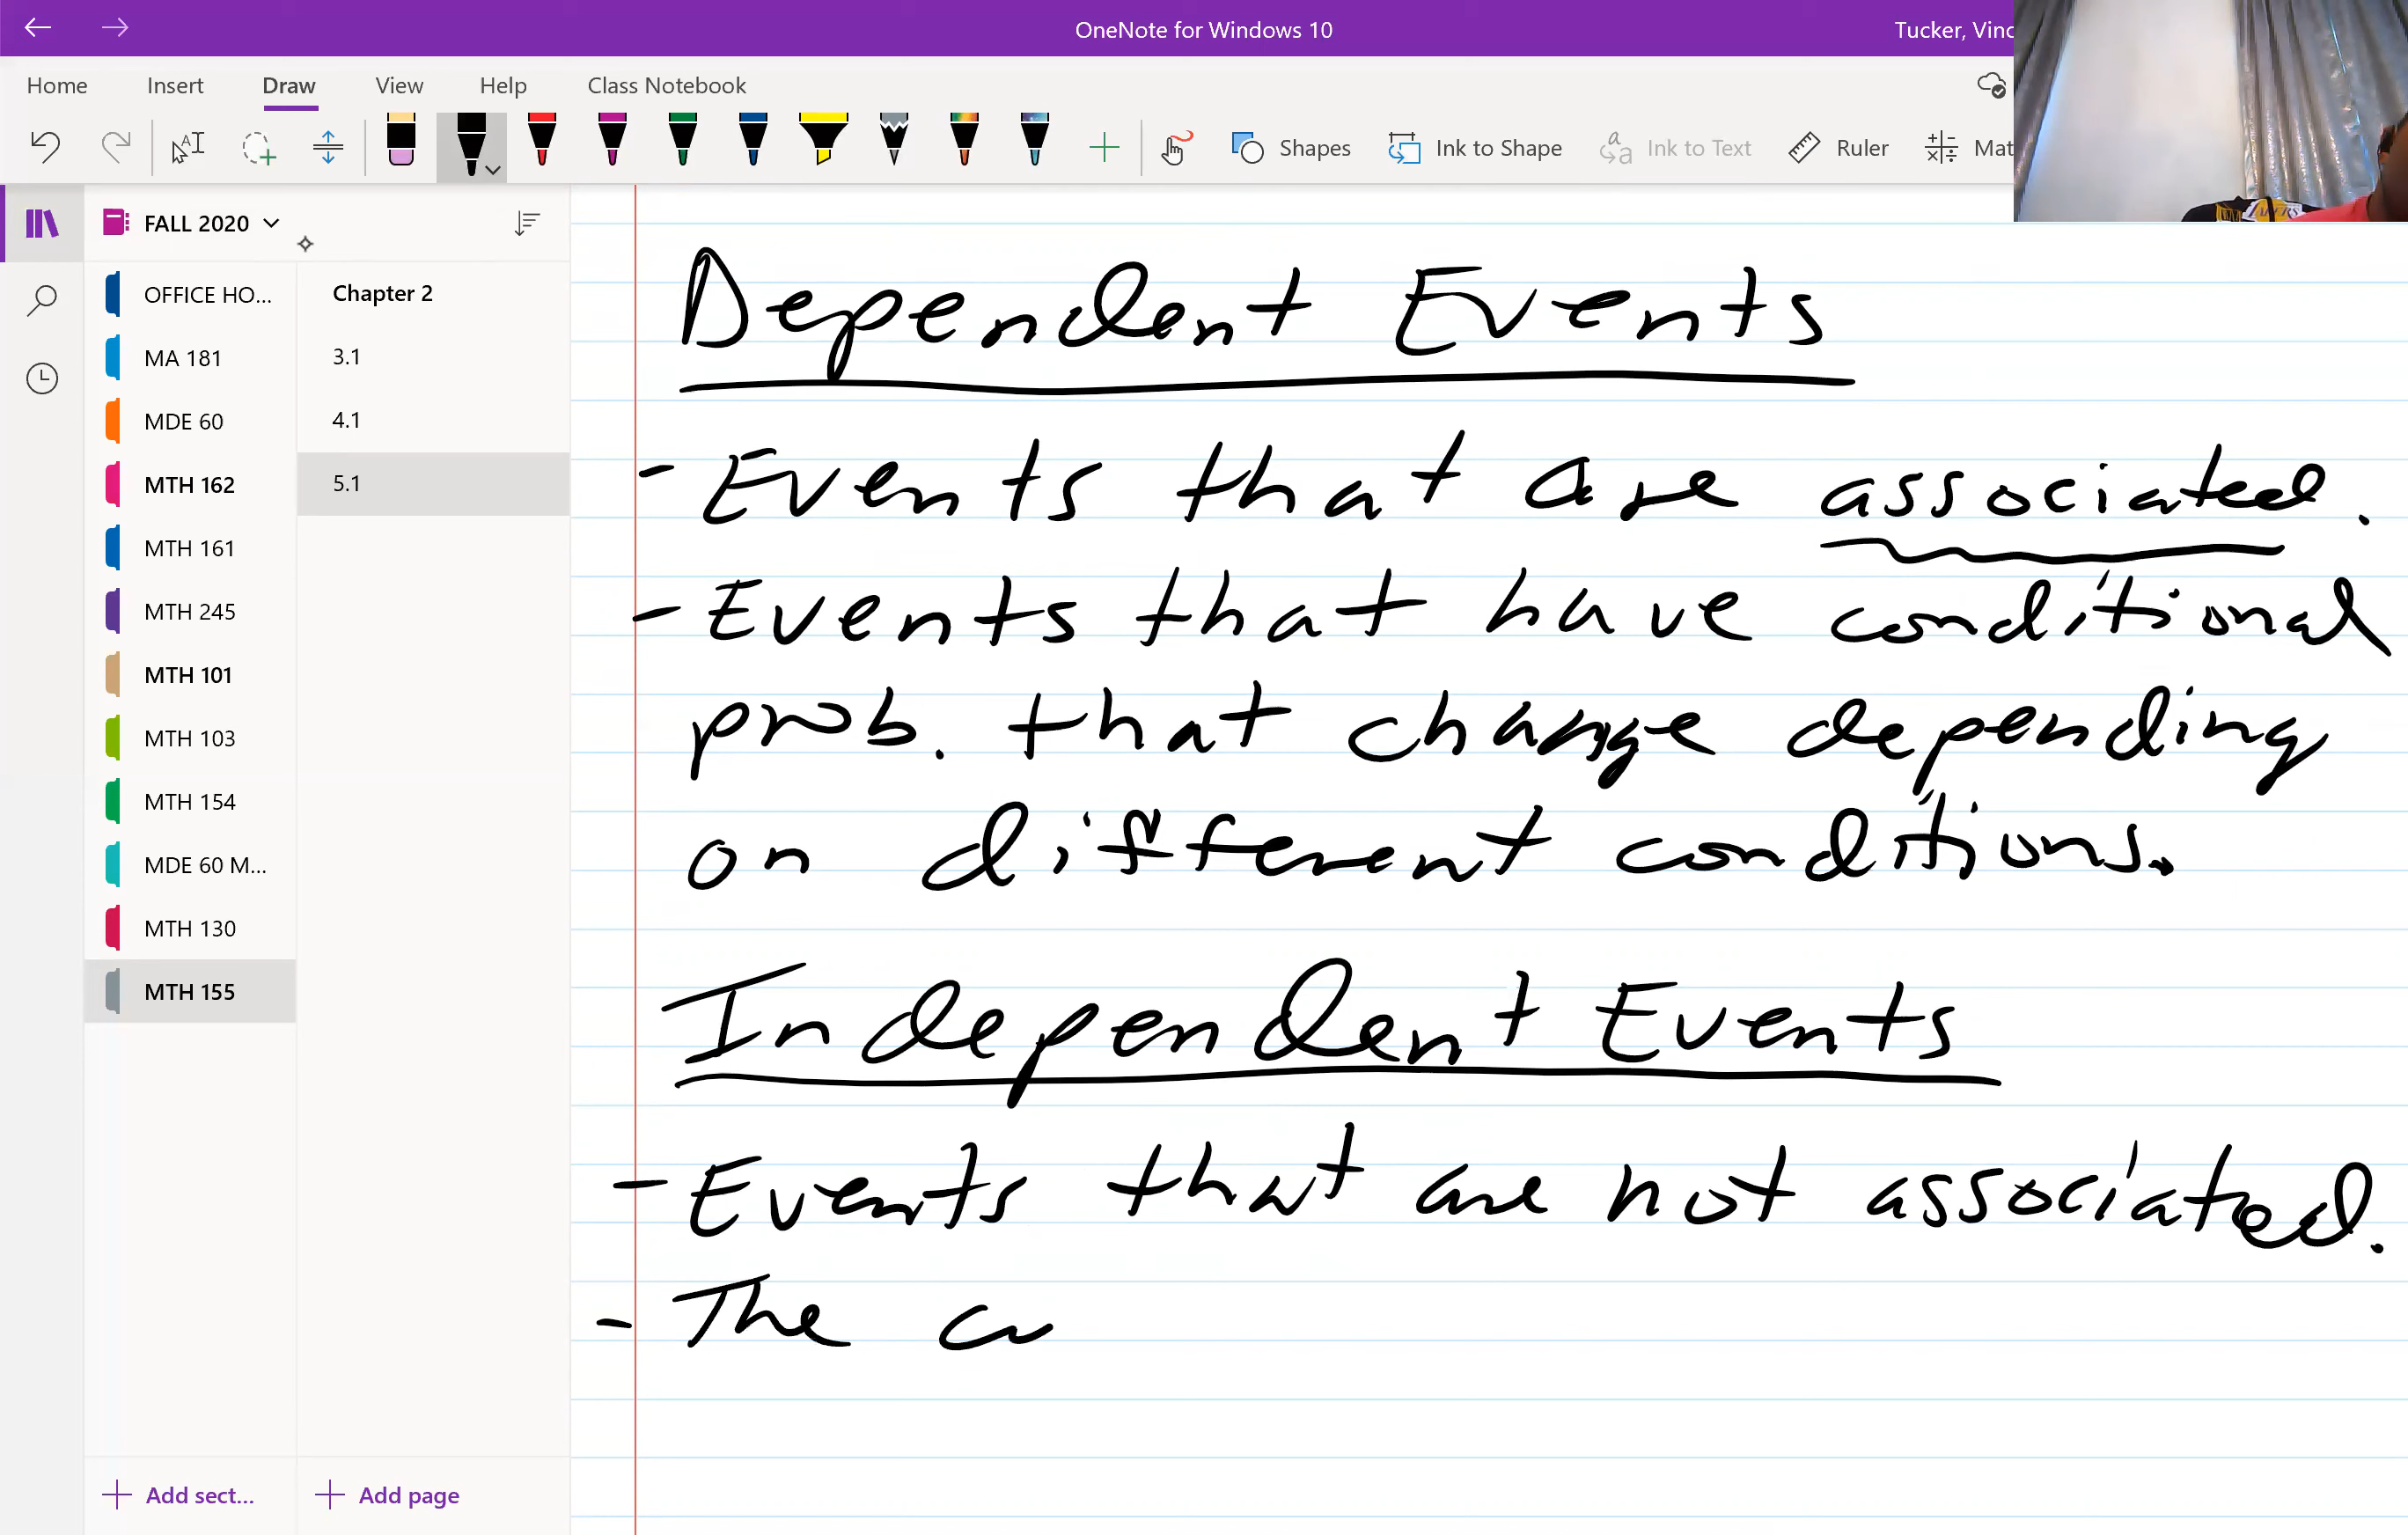 OneNote for Windows 10
Tucker, Vinc
Home Insert Draw View Help Class Notebook
Shapes Ink to Shape Ink to Text Ruler Mat
FALL 2020
OFFICE HO...
MA 181
MDE 60
MTH 162
MTH 161
MTH 245
MTH 101
MTH 103
MTH 154
MDE 60 M...
MTH 130
MTH 155
Add sect...
Chapter 2
3.1
4.1
5.1
Add page
Dependent Events
- Events that are associated.
- Events that have conditional
prob. that change depending
on different conditions.
Independent Events
- Events that are not associated.
- The co
LAKERS